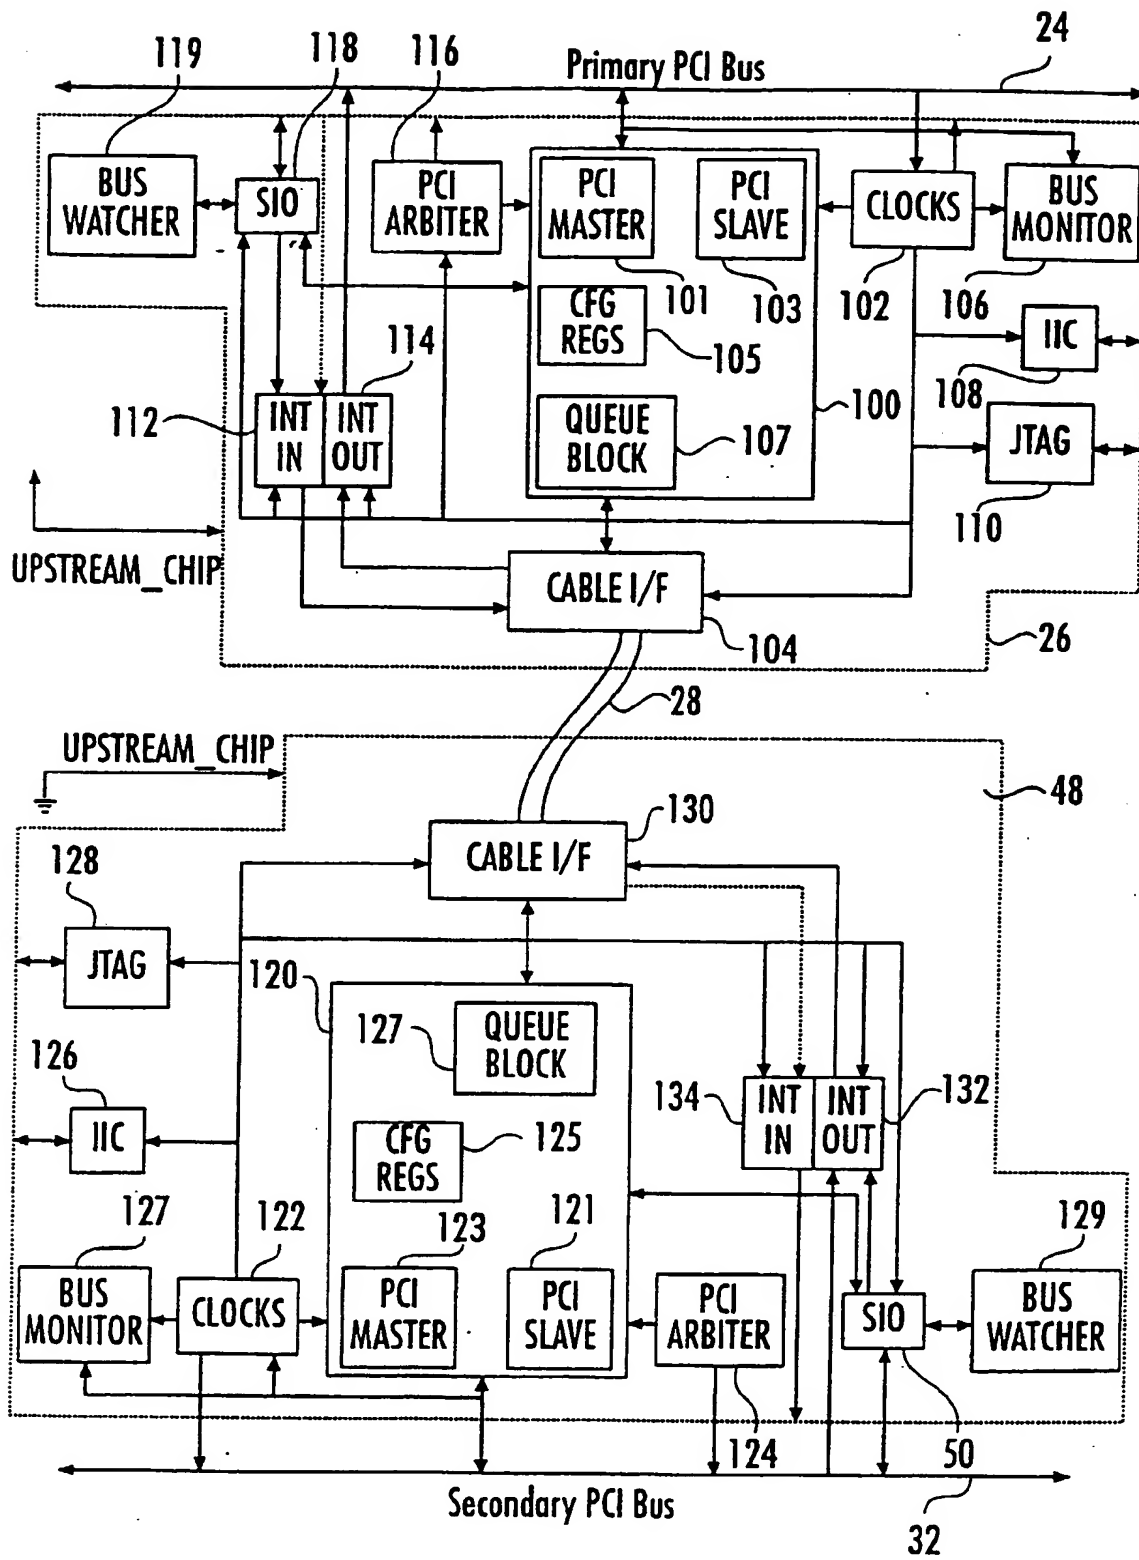 24
119
118
116
Primary PCI Bus
BUS
WATCHER
SIO
PCI
ARBITER
PCI
MASTER
PCI
SLAVE
CLOCKS
BUS
MONITOR
101
103
102
106
CFG
REGS
105
IIC
108
114
112
INT
IN
INT
OUT
100
QUEUE
BLOCK
107
JTAG
110
UPSTREAM_CHIP
CABLE I/F
104
26
28
UPSTREAM_CHIP
48
130
CABLE I/F
128
JTAG
120
127
QUEUE
BLOCK
126
IIC
134
INT
IN
INT
OUT
132
CFG
REGS
125
127
122
123
121
129
BUS
MONITOR
CLOCKS
PCI
MASTER
PCI
SLAVE
PCI
ARBITER
SIO
BUS
WATCHER
124
50
Secondary PCI Bus
32